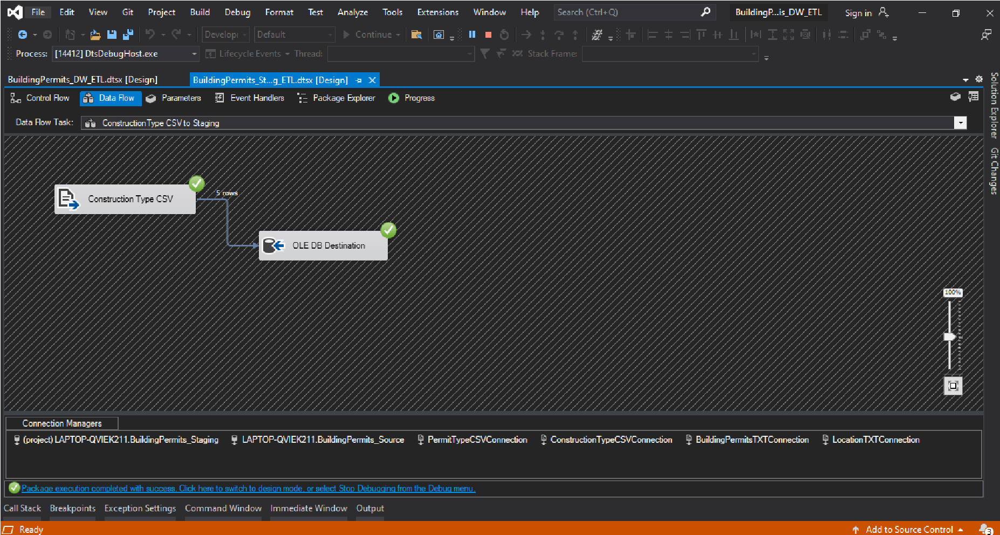 File Edit View Git Project Build Debug Format Test Analyze Tools Extensions Window Help Search (Ctrl+Q) BuildingP...is_DW_ETL Sign in
Develop Default Continue
Process: [14412] DtsDebugHost.exe Lifecycle Events Thread: Stack Frame:
BuildingPermits_DW_ETL.dtsx [Design] BuildingPermits_St...g_ETL.dtsx [Design]
Control Flow Data Flow Parameters Event Handlers Package Explorer Progress
Data Flow Task: ConstructionType CSV to Staging
Solution Explorer
Git Changes
5 rows
Construction Type CSV
OLE DB Destination
100%
Connection Managers
(project) LAPTOP-QVIEK211.BuildingPermits_Staging LAPTOP-QVIEK211.BuildingPermits_Source PermitTypeCSVConnection ConstructionTypeCSVConnection BuildingPermitsTXTConnection LocationTXTConnection
Package execution completed with success. Click here to switch to design mode, or select Stop Debugging from the Debug menu.
Call Stack Breakpoints Exception Settings Command Window Immediate Window Output
Ready Add to Source Control 3